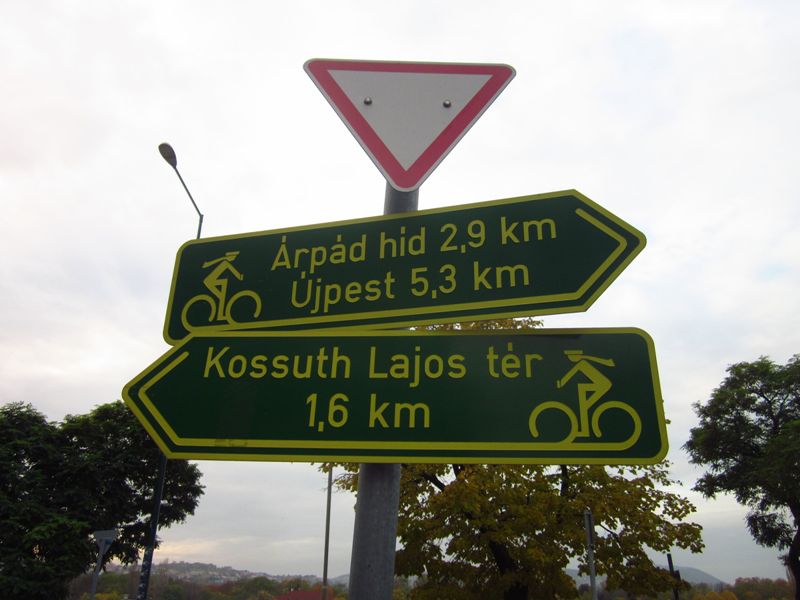 Árpád híd 2,9 km
Újpest 5,3 km
Kossuth Lajos tér
1,6 km